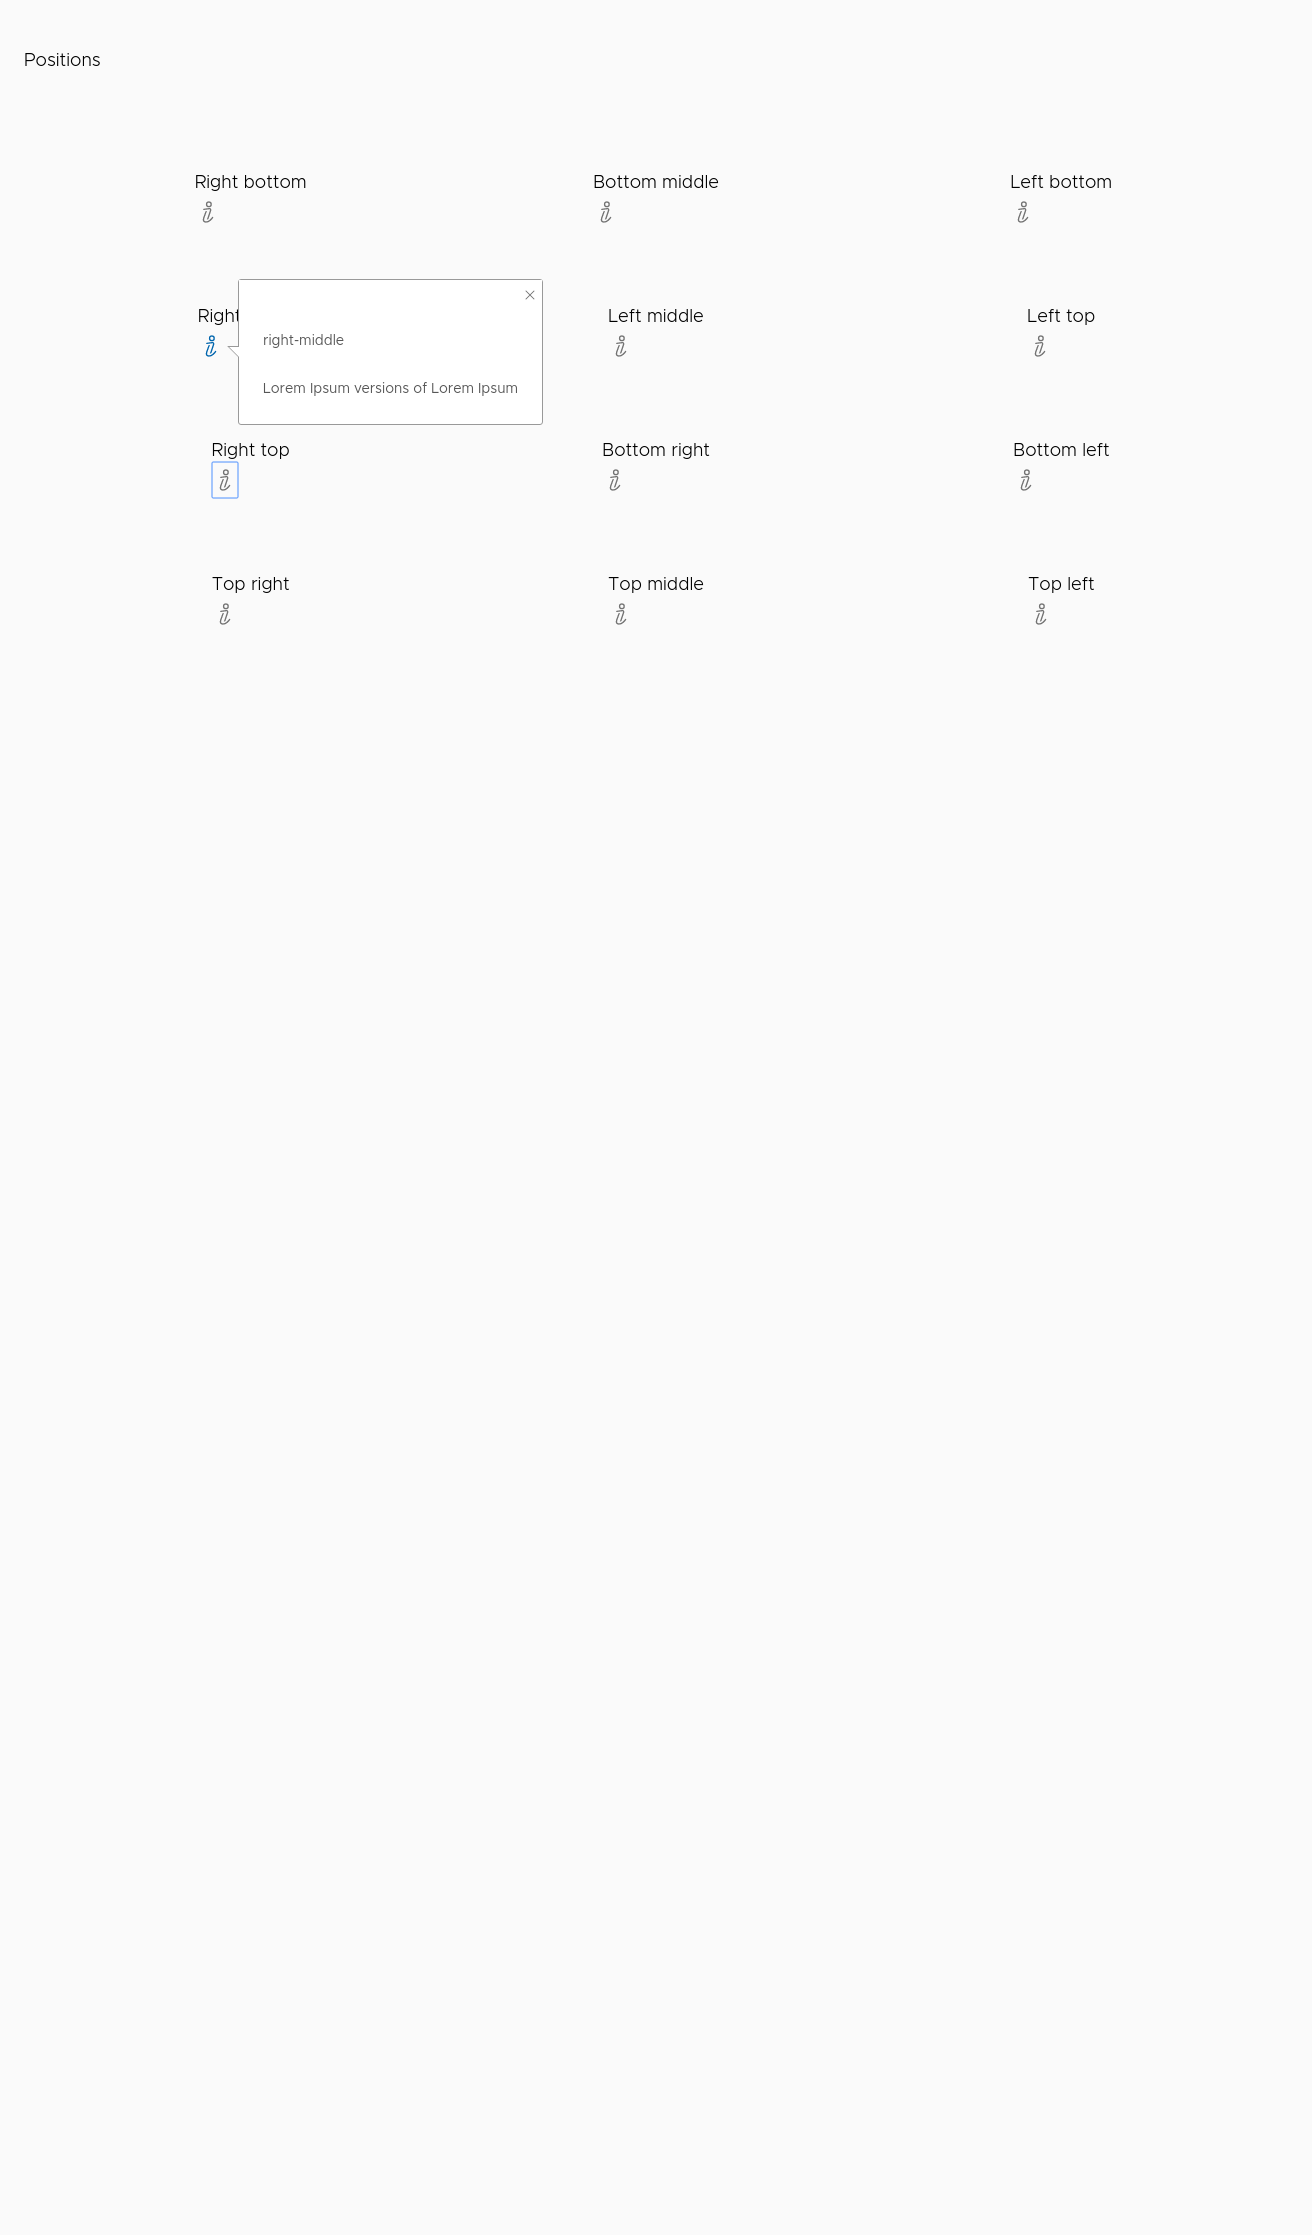 Positions
Right bottom
Bottom middle
Left bottom
Right
Left middle
Left top
right-middle
Lorem Ipsum versions of Lorem Ipsum
Right top
Bottom right
Bottom left
Top right
Top middle
Top left